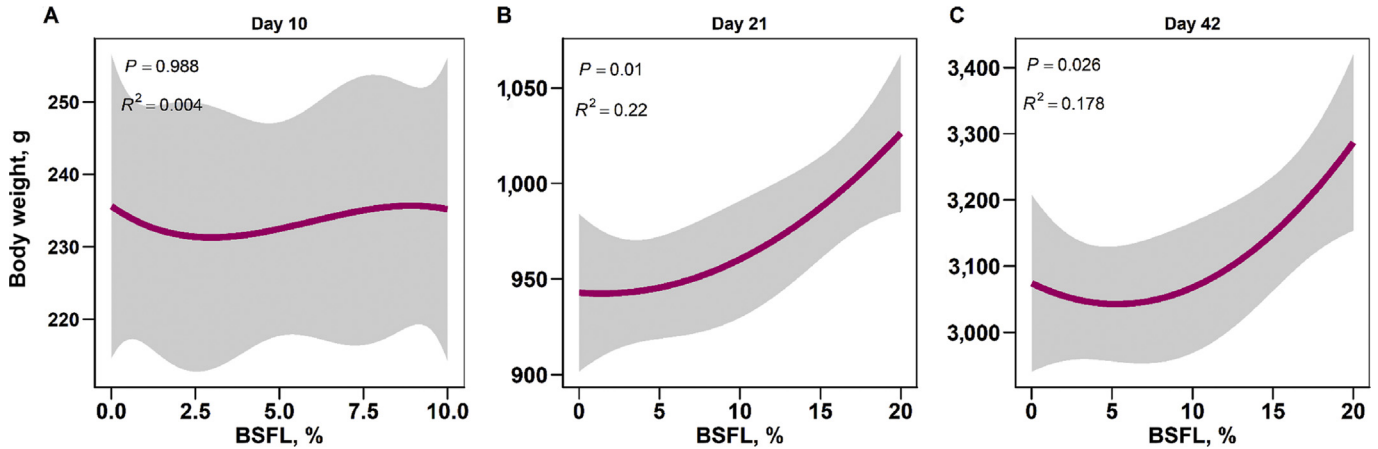 A
Day 10
P = 0.988
R² = 0.004
250
240
230
220
Body weight, g
0.0 2.5 5.0 7.5 10.0
BSFL, %
B
Day 21
P = 0.01
R² = 0.22
1,050
1,000
950
900
0 5 10 15 20
BSFL, %
C
Day 42
P = 0.026
R² = 0.178
3,400
3,300
3,200
3,100
3,000
0 5 10 15 20
BSFL, %